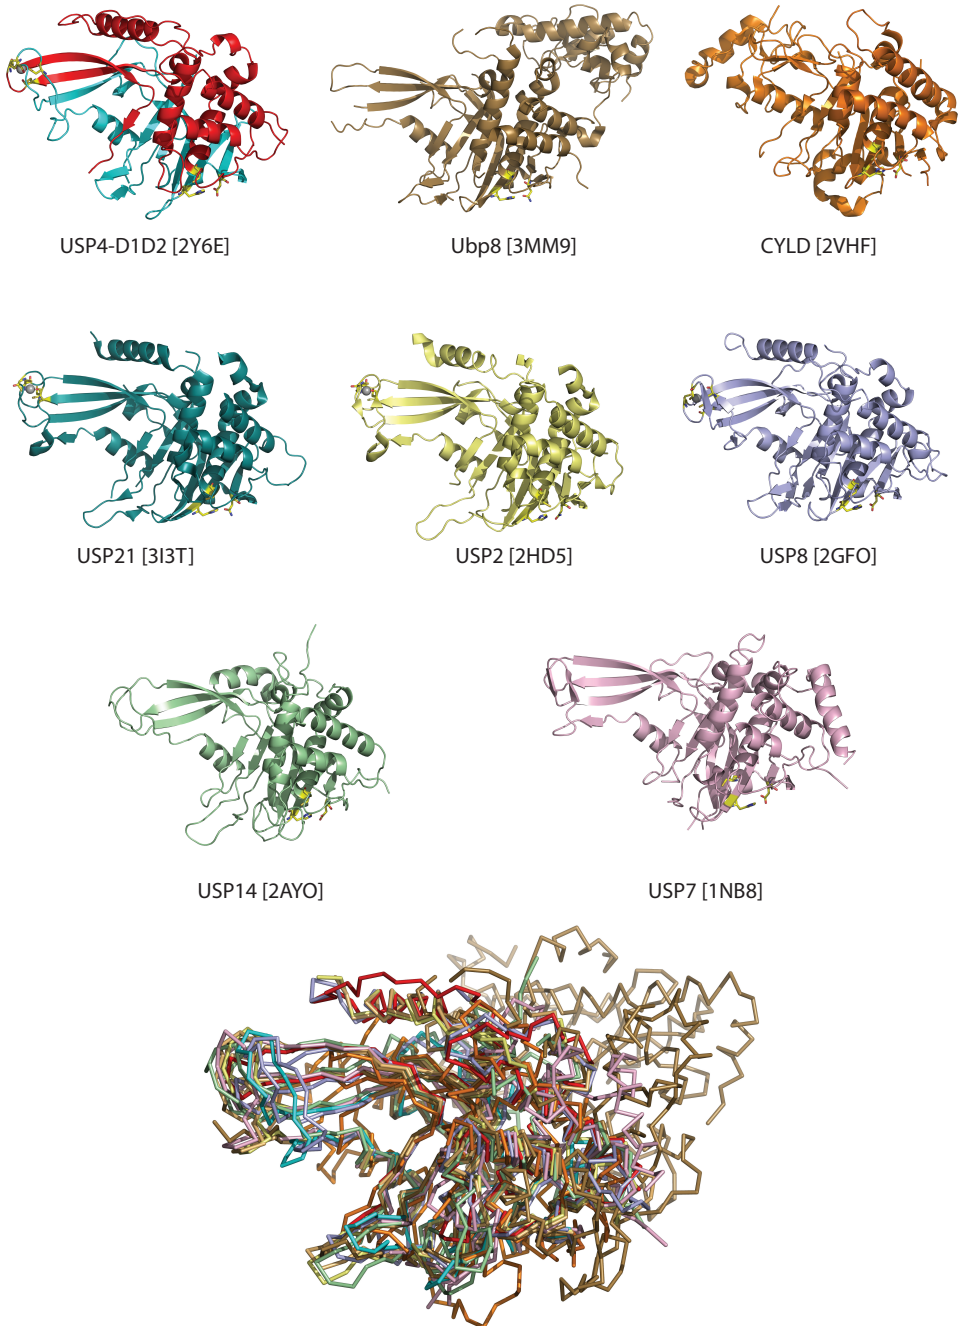 USP4-D1D2 [2Y6E]
Ubp8 [3MM9]
CYLD [2VHF]
USP21 [3I3T]
USP2 [2HD5]
USP8 [2GFO]
USP14 [2AYO]
USP7 [1NB8]